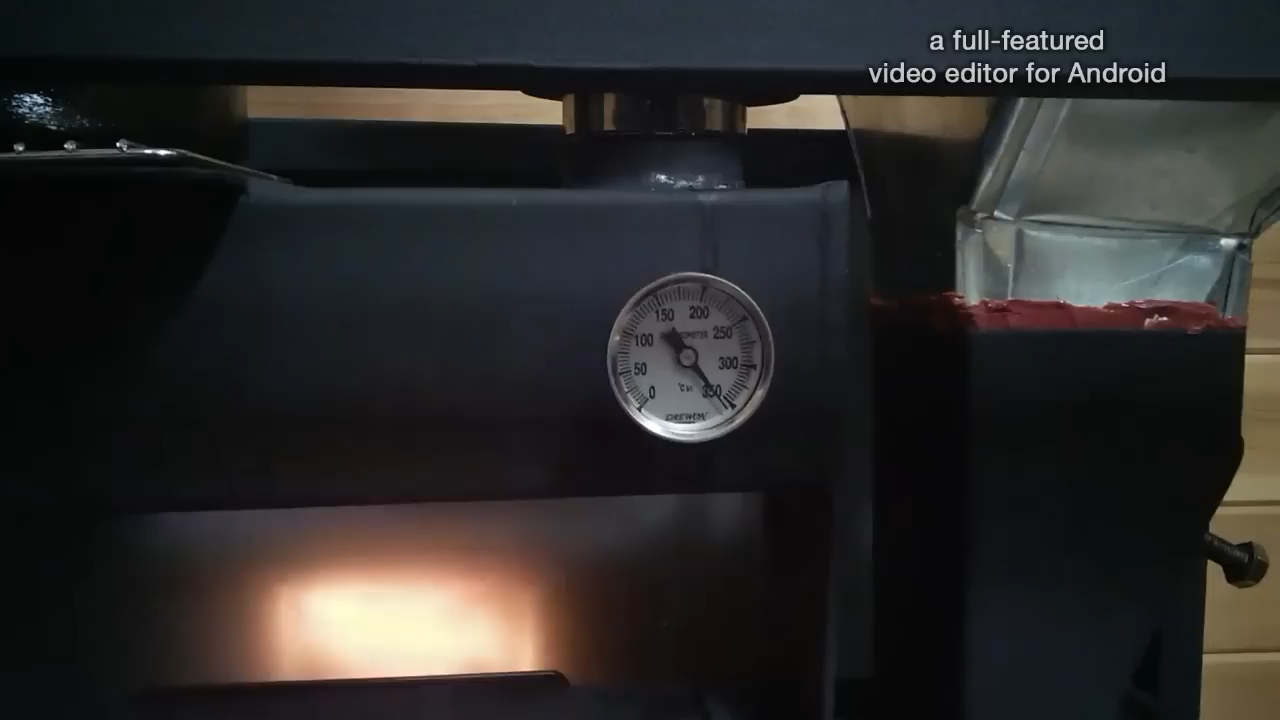 a full-featured
video editor for Android
150 200
100 250
50 300
0 350
°C